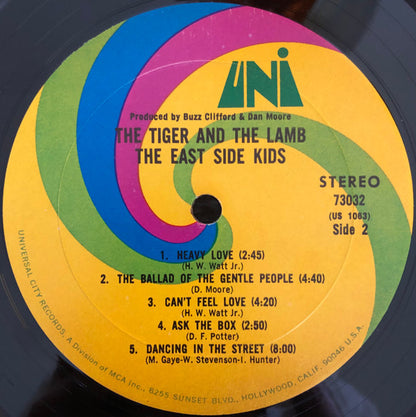 UNI
Produced by Buzz Clifford & Dan Moore
THE TIGER AND THE LAMB
THE EAST SIDE KIDS
STEREO
73032
(US 1063)
Side 2
1. HEAVY LOVE (2:45)
(H. W. Watt Jr.)
2. THE BALLAD OF THE GENTLE PEOPLE (4:40)
(D. Moore)
3. CAN'T FEEL LOVE (4:20)
(H. W. Watt Jr.)
4. ASK THE BOX (2:50)
(D. F. Potter)
5. DANCING IN THE STREET (8:00)
(M. Gaye-W. Stevenson-I. Hunter)
UNIVERSAL CITY RECORDS, A Division of MCA Inc., 8255 SUNSET BLVD., HOLLYWOOD, CALIF. 90046 U.S.A.